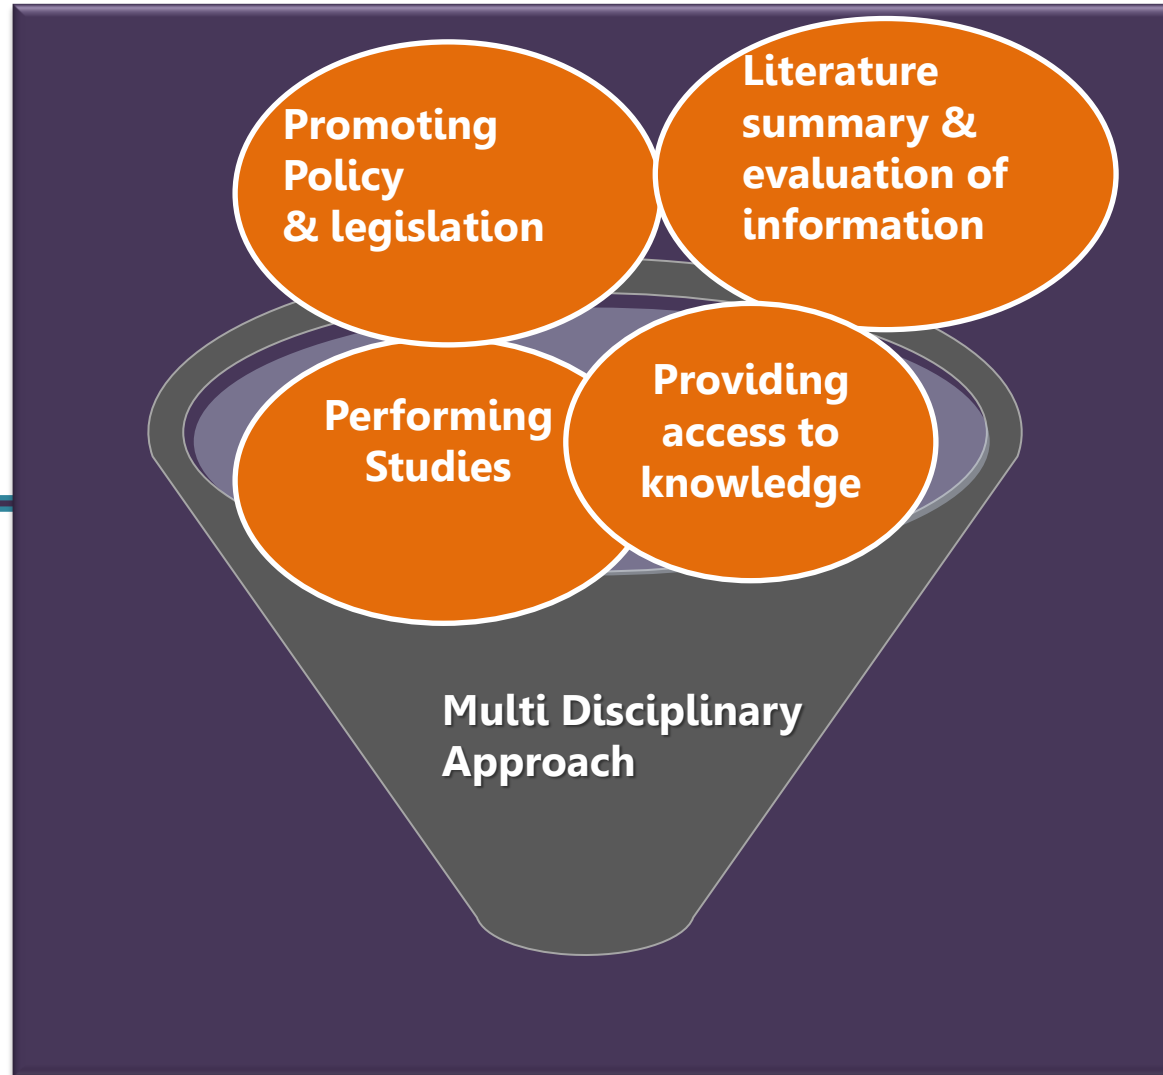 Promoting
Policy
& legislation
Literature
summary &
evaluation of
information
Performing
Studies
Providing
access to
knowledge
Multi Disciplinary
Approach